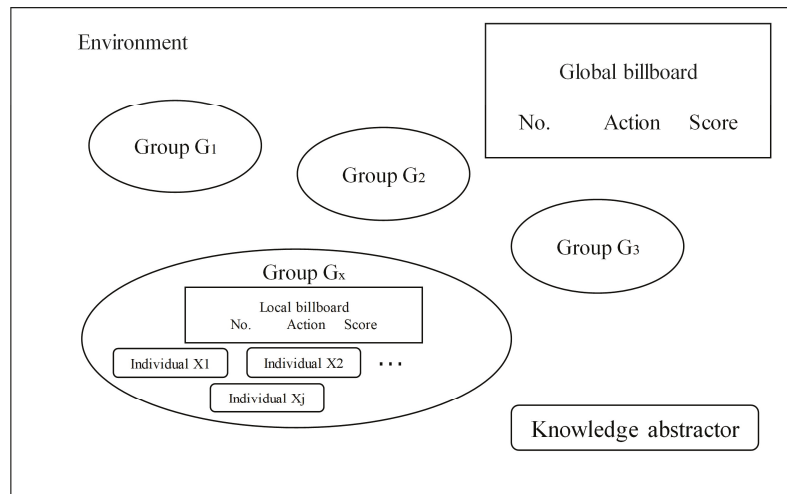 Environment
Global billboard
No. Action Score
Group G1
Group G2
Group G3
Group Gx
Local billboard
No. Action Score
Individual X1 Individual X2 ···
Individual Xj
Knowledge abstractor